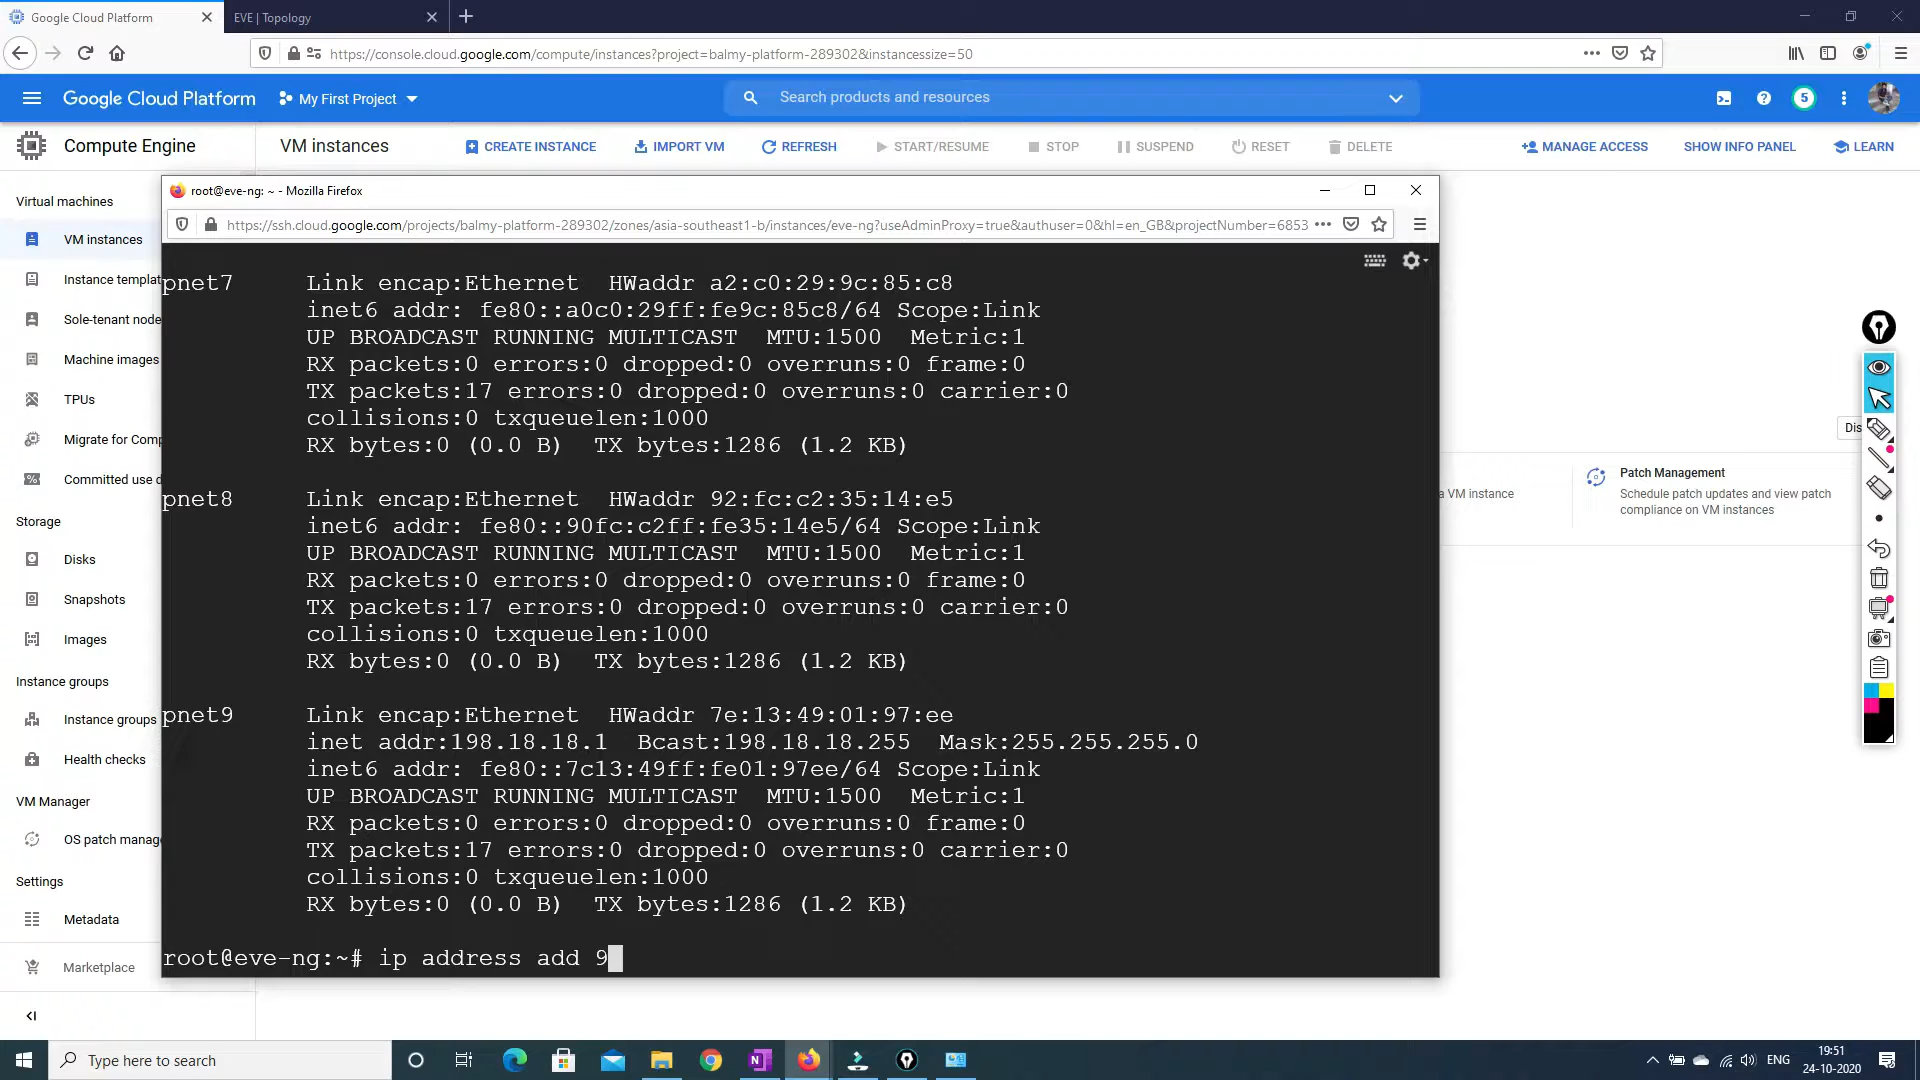 Google Cloud Platform
EVE | Topology
https://console.cloud.google.com/compute/instances?project=balmy-platform-289302&instancessize=50
Google Cloud Platform
My First Project
Search products and resources
5
Compute Engine
VM instances
CREATE INSTANCE
IMPORT VM
REFRESH
START/RESUME
STOP
SUSPEND
RESET
DELETE
MANAGE ACCESS
SHOW INFO PANEL
LEARN
Virtual machines
VM instances
Instance templat
Sole-tenant node
Machine images
TPUs
Migrate for Comp
Committed use d
Storage
Disks
Snapshots
Images
Instance groups
Instance groups
Health checks
VM Manager
OS patch manag
Settings
Metadata
Marketplace
root@eve-ng: ~ - Mozilla Firefox
https://ssh.cloud.google.com/projects/balmy-platform-289302/zones/asia-southeast1-b/instances/eve-ng?useAdminProxy=true&authuser=0&hl=en_GB&projectNumber=6853
pnet7 Link encap:Ethernet HWaddr a2:c0:29:9c:85:c8
inet6 addr: fe80::a0c0:29ff:fe9c:85c8/64 Scope:Link
UP BROADCAST RUNNING MULTICAST MTU:1500 Metric:1
RX packets:0 errors:0 dropped:0 overruns:0 frame:0
TX packets:17 errors:0 dropped:0 overruns:0 carrier:0
collisions:0 txqueuelen:1000
RX bytes:0 (0.0 B) TX bytes:1286 (1.2 KB)
pnet8 Link encap:Ethernet HWaddr 92:fc:c2:35:14:e5
inet6 addr: fe80::90fc:c2ff:fe35:14e5/64 Scope:Link
UP BROADCAST RUNNING MULTICAST MTU:1500 Metric:1
RX packets:0 errors:0 dropped:0 overruns:0 frame:0
TX packets:17 errors:0 dropped:0 overruns:0 carrier:0
collisions:0 txqueuelen:1000
RX bytes:0 (0.0 B) TX bytes:1286 (1.2 KB)
pnet9 Link encap:Ethernet HWaddr 7e:13:49:01:97:ee
inet addr:198.18.18.1 Bcast:198.18.18.255 Mask:255.255.255.0
inet6 addr: fe80::7c13:49ff:fe01:97ee/64 Scope:Link
UP BROADCAST RUNNING MULTICAST MTU:1500 Metric:1
RX packets:0 errors:0 dropped:0 overruns:0 frame:0
TX packets:17 errors:0 dropped:0 overruns:0 carrier:0
collisions:0 txqueuelen:1000
RX bytes:0 (0.0 B) TX bytes:1286 (1.2 KB)
root@eve-ng:~# ip address add 9
Dis
a VM instance
Patch Management
Schedule patch updates and view patch
compliance on VM instances
Type here to search
ENG
19:51
24-10-2020